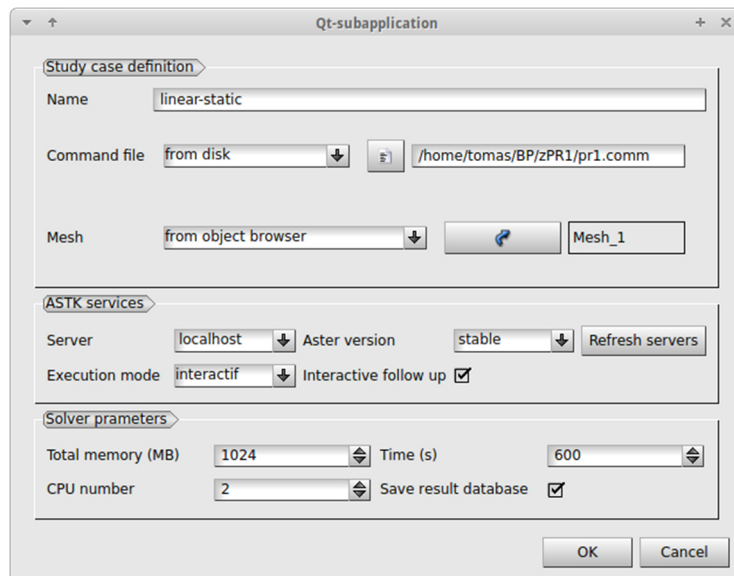 Qt-subapplication
Study case definition
Name linear-static
Command file from disk /home/tomas/BP/zPR1/pr1.comm
Mesh from object browser Mesh_1
ASTK services
Server localhost Aster version stable Refresh servers
Execution mode interactif Interactive follow up
Solver prameters
Total memory (MB) 1024 Time (s) 600
CPU number 2 Save result database
OK Cancel